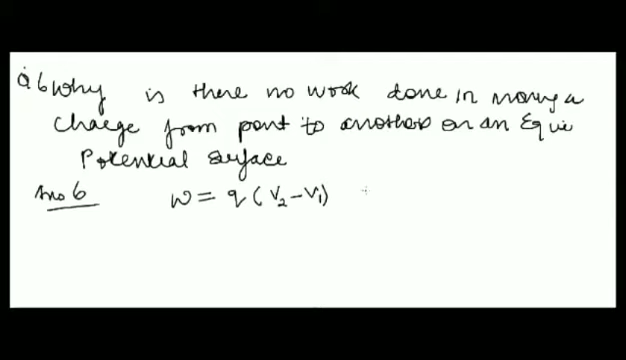 Q6 Why is there no work done in moving a
charge from point to another on an Equi
Potential Surface
Ans 6 W = q (V₂ - V₁)